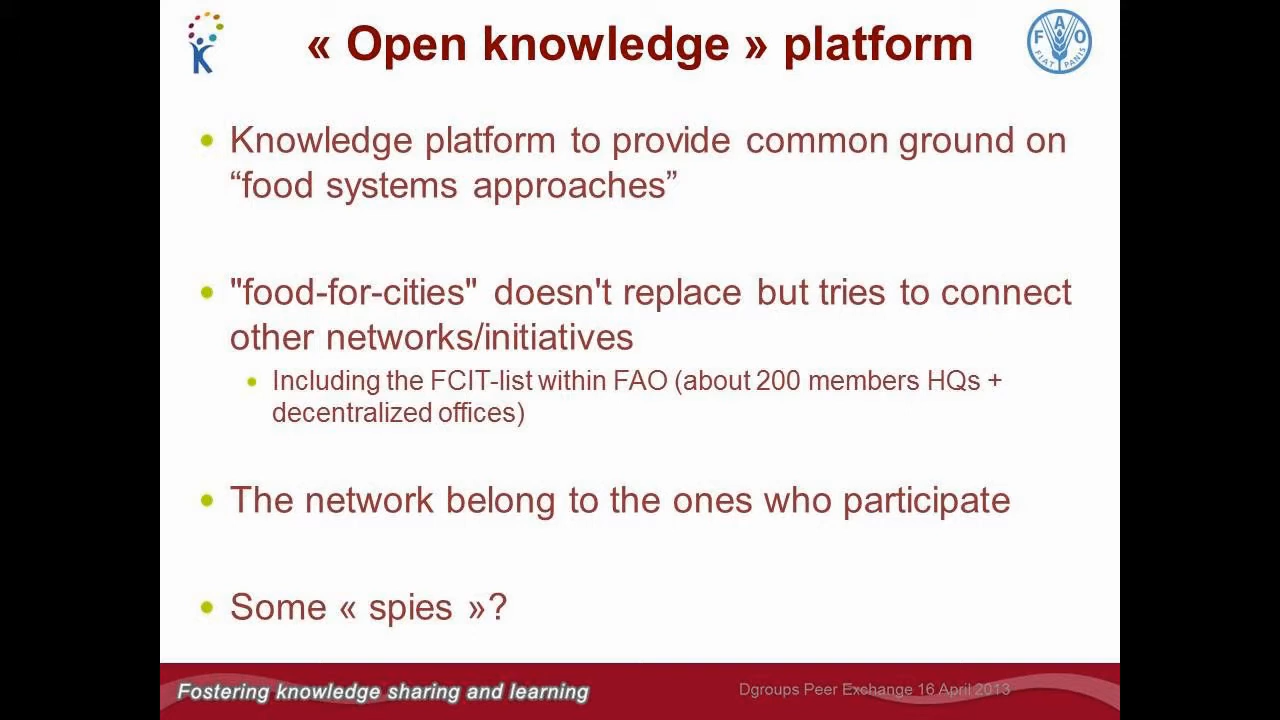 « Open knowledge » platform
F A O
FIAT PANIS
Knowledge platform to provide common ground on
“food systems approaches”
"food-for-cities" doesn't replace but tries to connect
other networks/initiatives
Including the FCIT-list within FAO (about 200 members HQs +
decentralized offices)
The network belong to the ones who participate
Some « spies »?
Fostering knowledge sharing and learning
Dgroups Peer Exchange 16 April 2013